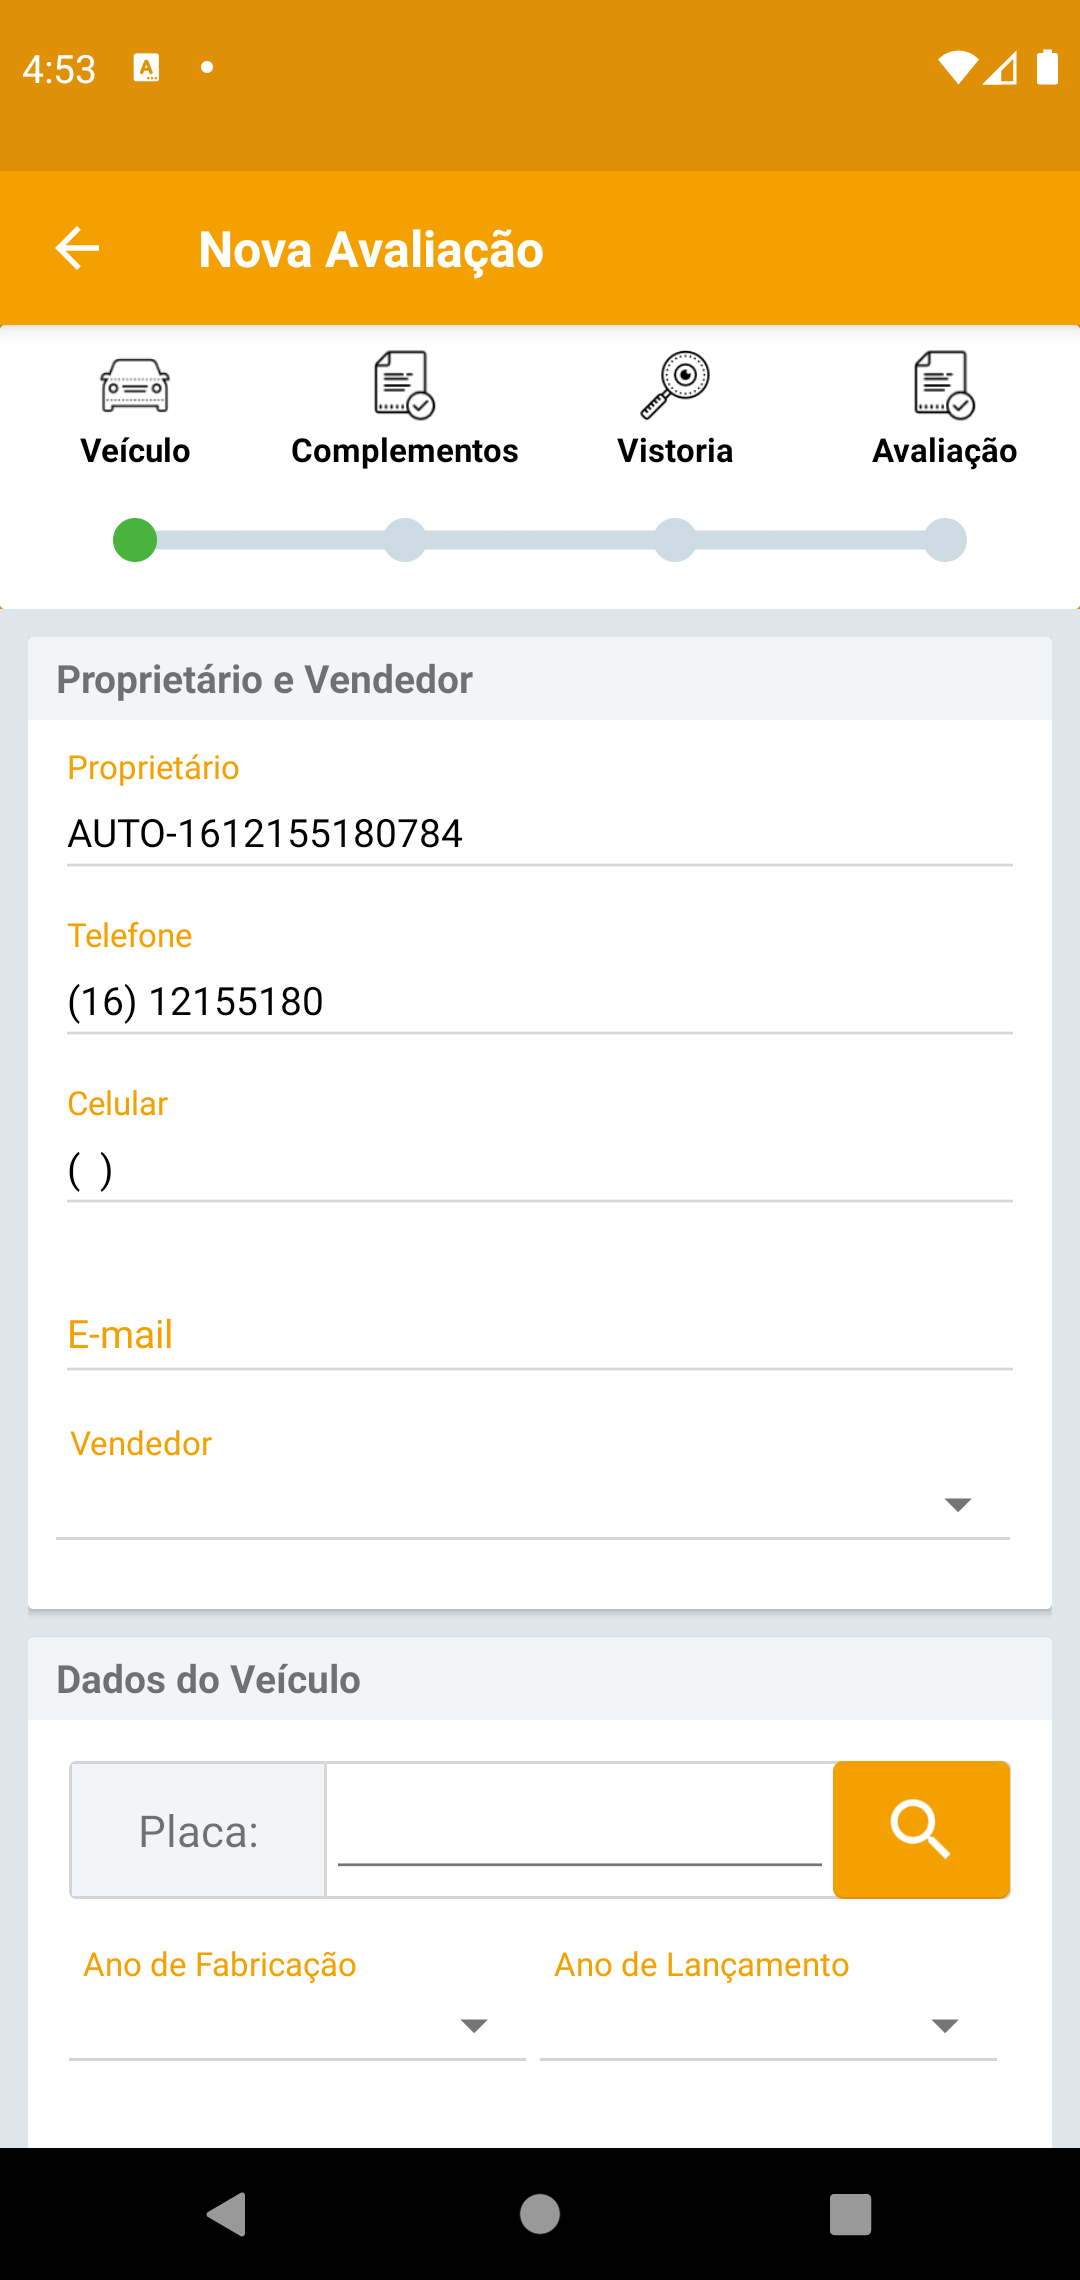 4:53
Nova Avaliação
Veículo Complementos Vistoria Avaliação
Proprietário e Vendedor
Proprietário
AUTO-1612155180784
Telefone
(16) 12155180
Celular
(  )
E-mail
Vendedor
Dados do Veículo
Placa:
Ano de Fabricação Ano de Lançamento